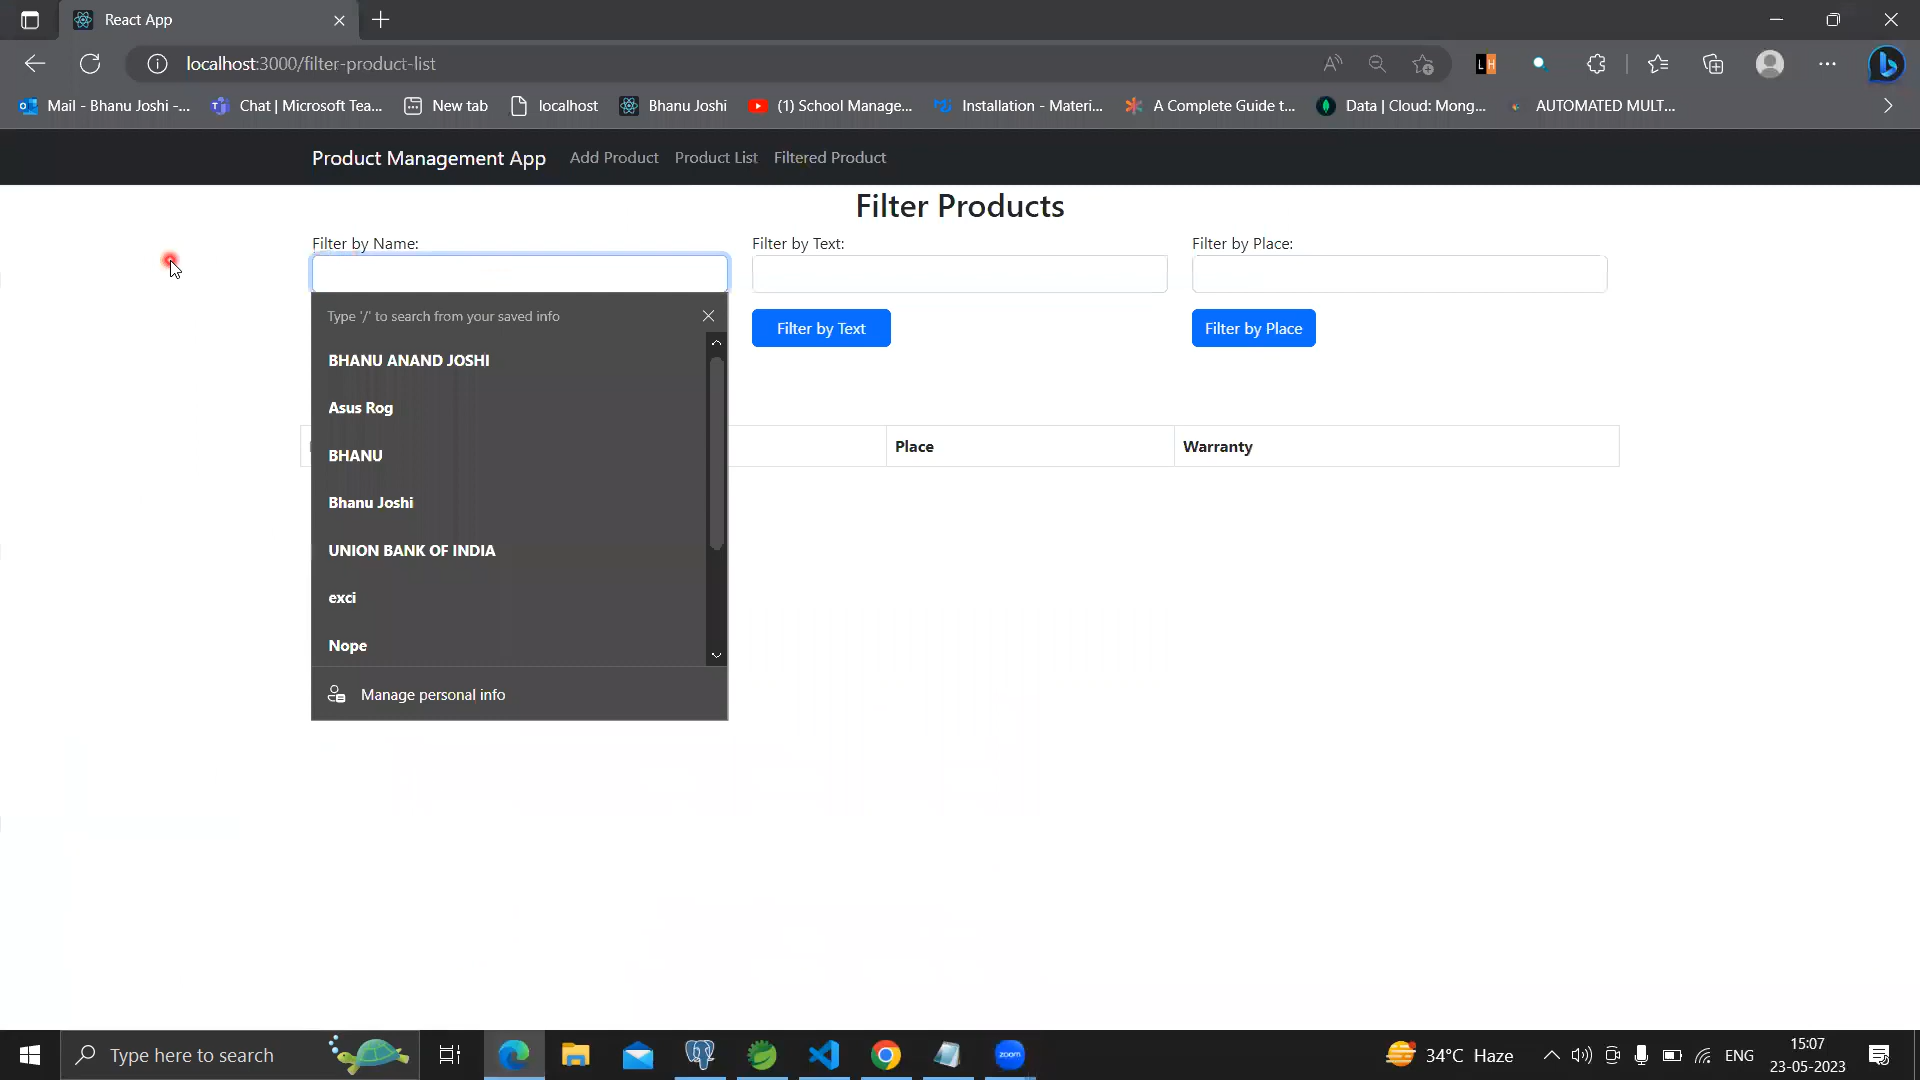 React App
localhost:3000/filter-product-list
Mail - Bhanu Joshi -... Chat | Microsoft Tea... New tab localhost Bhanu Joshi (1) School Manage... Installation - Materi... A Complete Guide t... Data | Cloud: Mong... AUTOMATED MULT...
Product Management App Add Product Product List Filtered Product
Filter Products
Filter by Name: Filter by Text: Filter by Place:
Type '/' to search from your saved info
Filter by Text Filter by Place
BHANU ANAND JOSHI
Asus Rog
Place Warranty
BHANU
Bhanu Joshi
UNION BANK OF INDIA
exci
Nope
Manage personal info
Type here to search
zoom
34°C Haze
ENG
15:07
23-05-2023